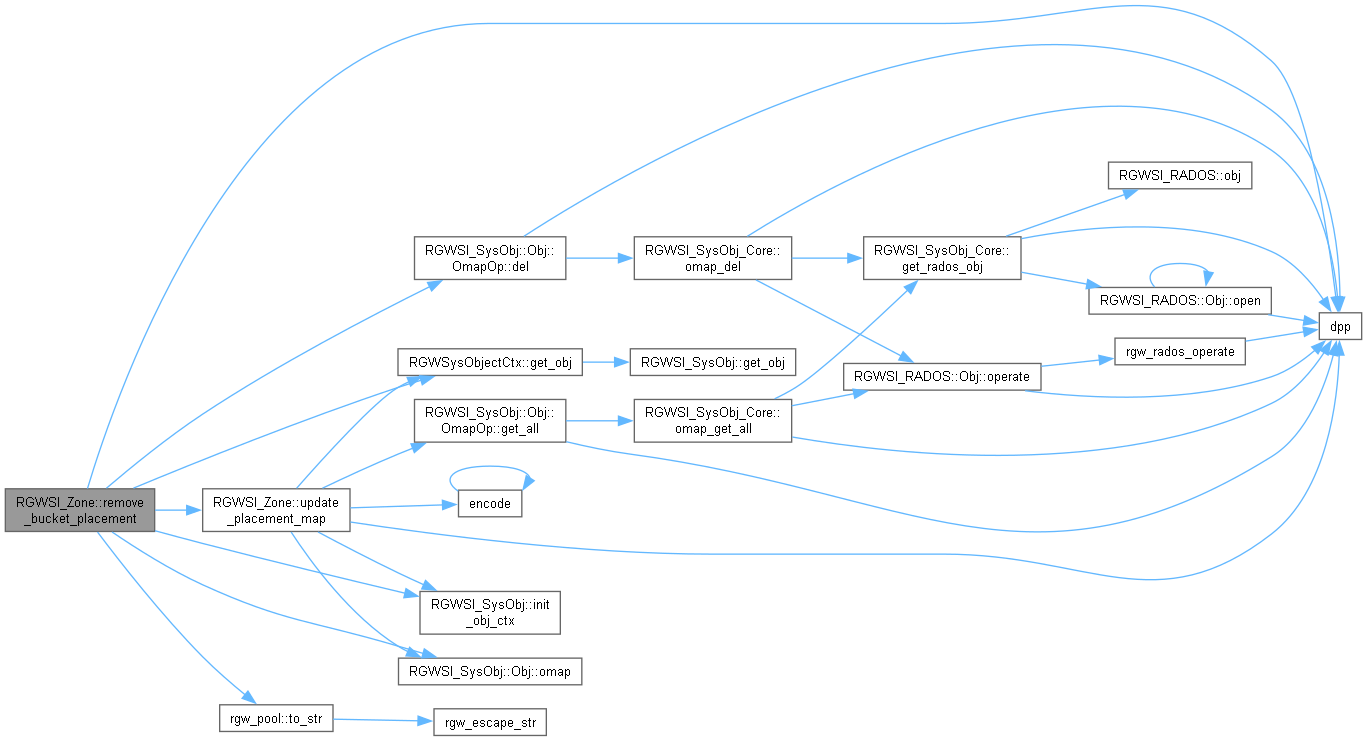 RGWSI_RADOS::obj
RGWSI_SysObj::Obj::
OmapOp::del
RGWSI_SysObj_Core::
omap_del
RGWSI_SysObj_Core::
get_rados_obj
RGWSI_RADOS::Obj::open
dpp
rgw_rados_operate
RGWSysObjectCtx::get_obj
RGWSI_SysObj::get_obj
RGWSI_RADOS::Obj::operate
RGWSI_SysObj::Obj::
OmapOp::get_all
RGWSI_SysObj_Core::
omap_get_all
RGWSI_Zone::remove
_bucket_placement
RGWSI_Zone::update
_placement_map
encode
RGWSI_SysObj::init
_obj_ctx
RGWSI_SysObj::Obj::omap
rgw_pool::to_str
rgw_escape_str